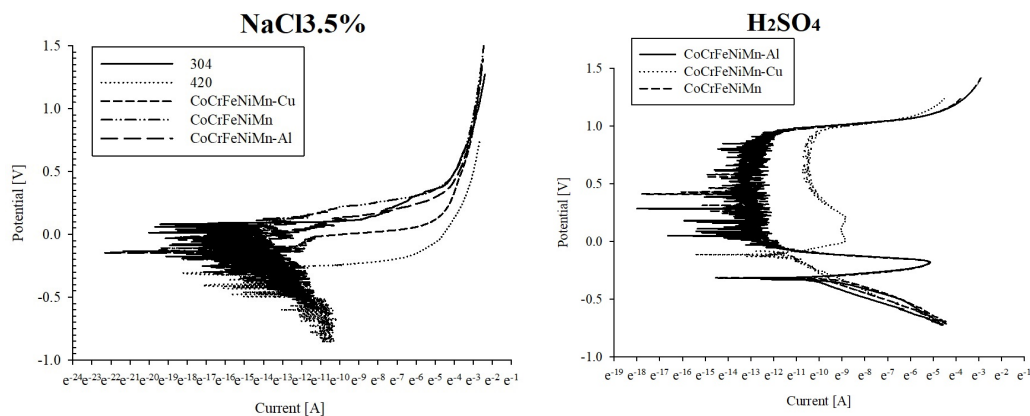 NaCl3.5%
1.5
304
420
CoCrFeNiMn-Cu
CoCrFeNiMn
CoCrFeNiMn-Al
1.0
0.5
0.0
-0.5
-1.0
Potential [V]
e-24 e-23 e-22 e-21 e-20 e-19 e-18 e-17 e-16 e-15 e-14 e-13 e-12 e-11 e-10 e-9 e-8 e-7 e-6 e-5 e-4 e-3 e-2 e-1
Current [A]
H2SO4
CoCrFeNiMn-Al
CoCrFeNiMn-Cu
CoCrFeNiMn
1.5
1.0
0.5
0.0
-0.5
-1.0
Potential [V]
e-19 e-18 e-17 e-16 e-15 e-14 e-13 e-12 e-11 e-10 e-9 e-8 e-7 e-6 e-5 e-4 e-3 e-2 e-1
Current [A]